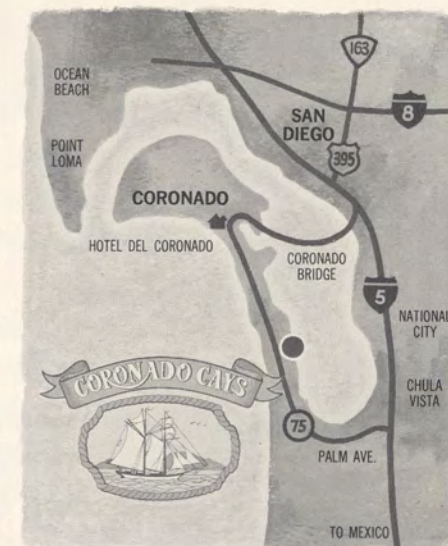 163
OCEAN
BEACH
8
SAN
DIEGO
POINT
LOMA
395
CORONADO
HOTEL DEL CORONADO
CORONADO
BRIDGE
5
NATIONAL
CITY
CORONADO CAYS
CHULA
VISTA
75
PALM AVE.
TO MEXICO